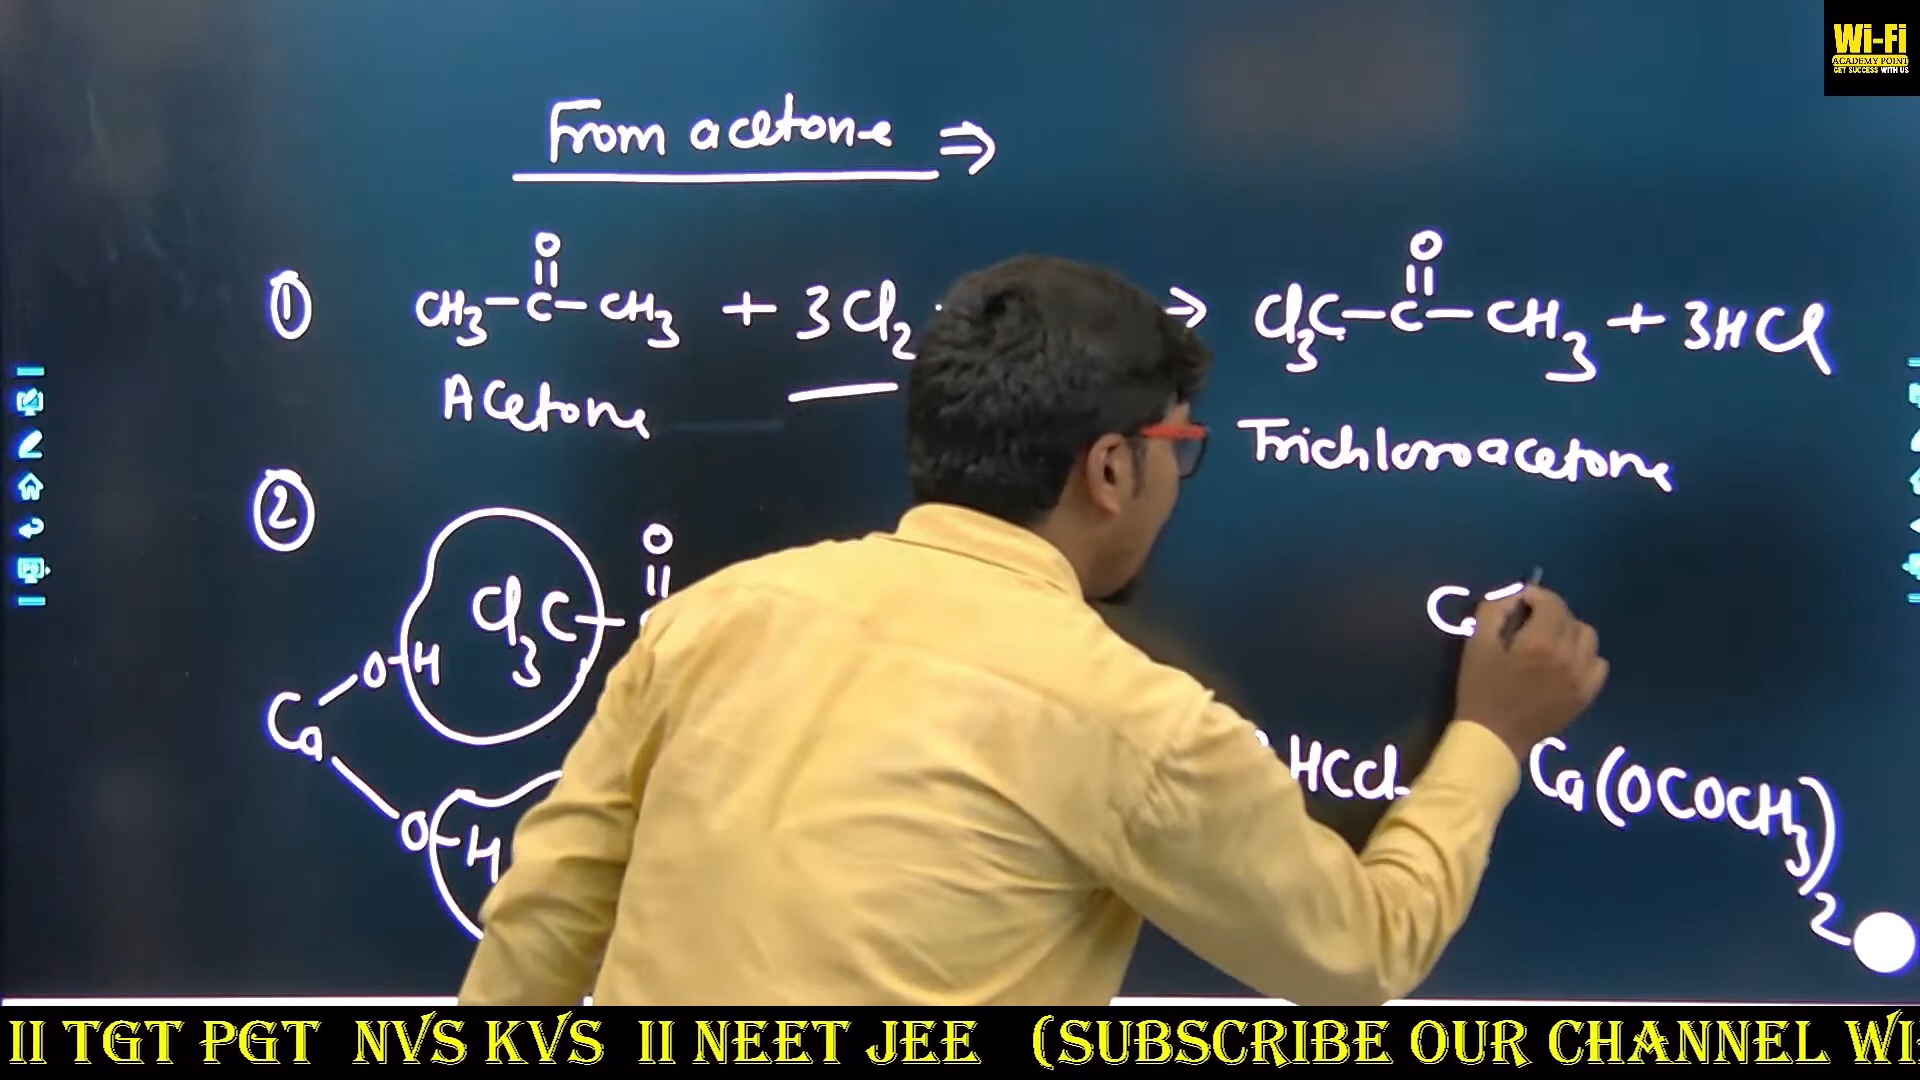 Wi-Fi
ACADEMY POINT
GET SUCCESS WITH US
From acetone ⇒
① CH3-C-CH3 + 3Cl2 → Cl3C-C-CH3 + 3HCl
O
O
Acetone
Trichloroacetone
②
O
Cl3C-
O-H
Ca
O-H
HCCl
Ca(OCOCH3)2
II TGT PGT NVS KVS II NEET JEE (SUBSCRIBE OUR CHANNEL WI-